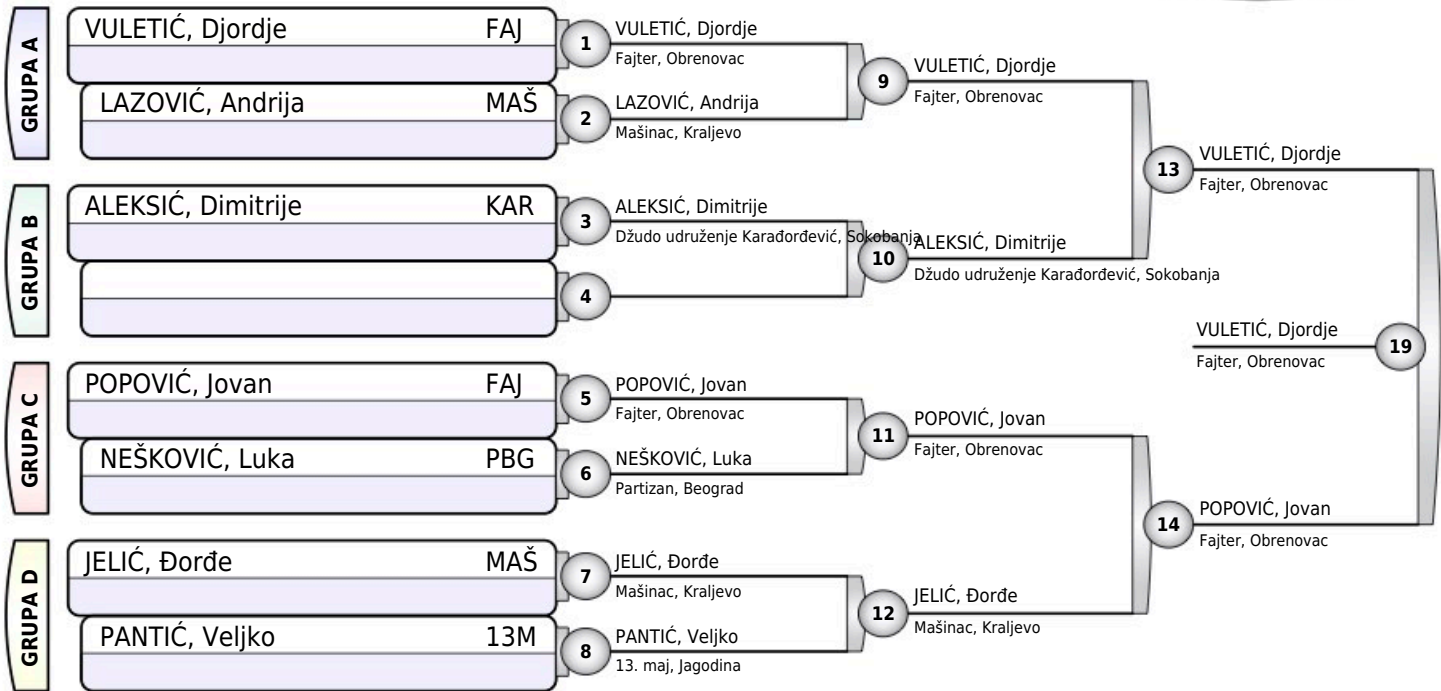 GRUPA A
VULETIĆ, Djordje FAJ
LAZOVIĆ, Andrija MAŠ
GRUPA B
ALEKSIĆ, Dimitrije KAR
GRUPA C
POPOVIĆ, Jovan FAJ
NEŠKOVIĆ, Luka PBG
GRUPA D
JELIĆ, Đorđe MAŠ
PANTIĆ, Veljko 13M
1
VULETIĆ, Djordje
Fajter, Obrenovac
2
LAZOVIĆ, Andrija
Mašinac, Kraljevo
3
ALEKSIĆ, Dimitrije
Džudo udruženje Karađorđević, Sokobanja
4
5
POPOVIĆ, Jovan
Fajter, Obrenovac
6
NEŠKOVIĆ, Luka
Partizan, Beograd
7
JELIĆ, Đorđe
Mašinac, Kraljevo
8
PANTIĆ, Veljko
13. maj, Jagodina
9
VULETIĆ, Djordje
Fajter, Obrenovac
10
ALEKSIĆ, Dimitrije
Džudo udruženje Karađorđević, Sokobanja
11
POPOVIĆ, Jovan
Fajter, Obrenovac
12
JELIĆ, Đorđe
Mašinac, Kraljevo
13
VULETIĆ, Djordje
Fajter, Obrenovac
14
POPOVIĆ, Jovan
Fajter, Obrenovac
VULETIĆ, Djordje
Fajter, Obrenovac
19